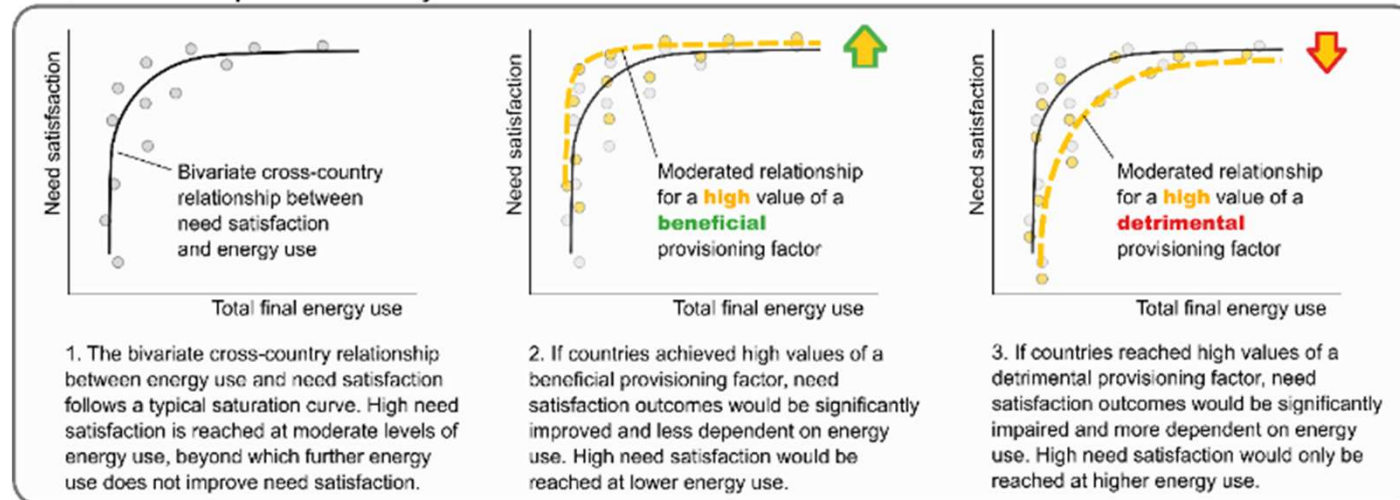 Need satisfsaction
Bivariate cross-country
relationship between
need satisfaction
and energy use
Total final energy use
1. The bivariate cross-country relationship
between energy use and need satisfaction
follows a typical saturation curve. High need
satisfaction is reached at moderate levels of
energy use, beyond which further energy
use does not improve need satisfaction.
Need satisfaction
Moderated relationship
for a high value of a
beneficial
provisioning factor
Total final energy use
2. If countries achieved high values of a
beneficial provisioning factor, need
satisfaction outcomes would be significantly
improved and less dependent on energy
use. High need satisfaction would be
reached at lower energy use.
Need satisfaction
Moderated relationship
for a high value of a
detrimental
provisioning factor
Total final energy use
3. If countries reached high values of a
detrimental provisioning factor, need
satisfaction outcomes would be significantly
impaired and more dependent on energy
use. High need satisfaction would only be
reached at higher energy use.